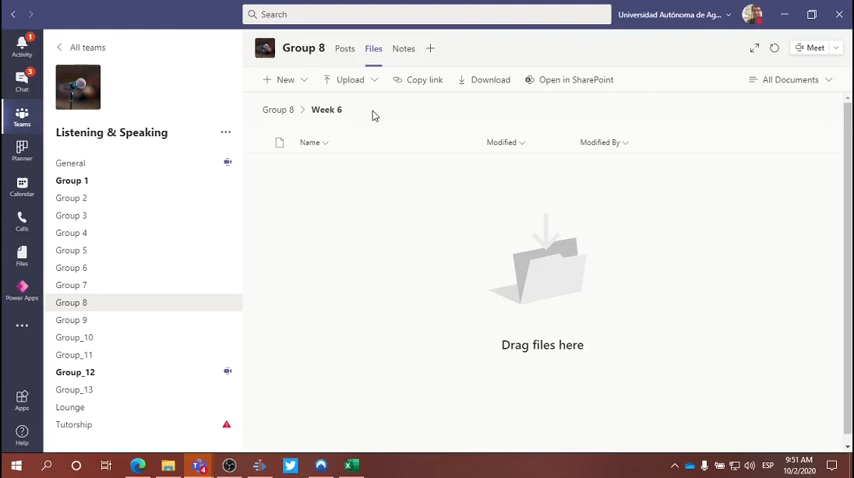 Search
Universidad Autónoma de Ag...
Activity
1
Chat
3
Teams
Planner
Calendar
Calls
Files
Power Apps
Apps
Help
All teams
Listening & Speaking
General
Group 1
Group 2
Group 3
Group 4
Group 5
Group 6
Group 7
Group 8
Group 9
Group_10
Group_11
Group_12
Group_13
Lounge
Tutorship
Group 8 Posts Files Notes
Meet
New Upload Copy link Download Open in SharePoint All Documents
Group 8 > Week 6
Name Modified Modified By
Drag files here
4
ESP
9:51 AM
10/2/2020